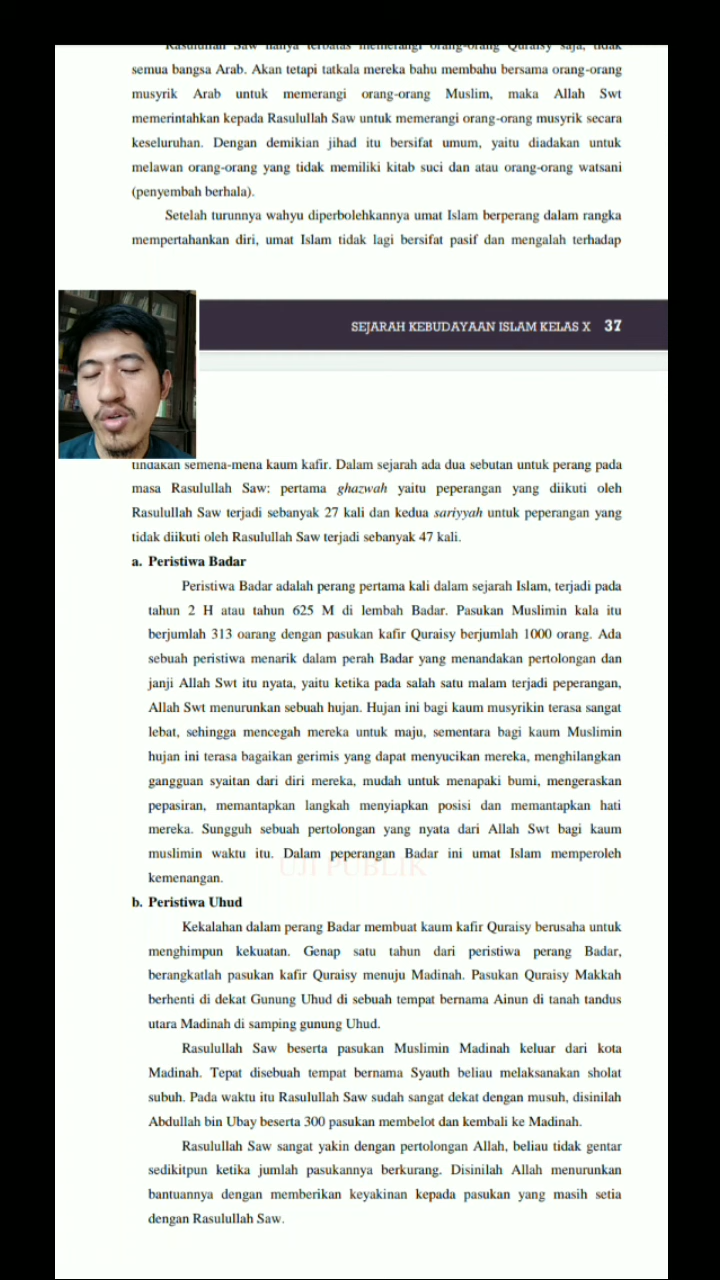 Rasulullah Saw hanya terbatas memerangi orang-orang Quraisy saja, tidak
semua bangsa Arab. Akan tetapi tatkala mereka bahu membahu bersama orang-orang
musyrik Arab untuk memerangi orang-orang Muslim, maka Allah Swt
memerintahkan kepada Rasulullah Saw untuk memerangi orang-orang musyrik secara
keseluruhan. Dengan demikian jihad itu bersifat umum, yaitu diadakan untuk
melawan orang-orang yang tidak memiliki kitab suci dan atau orang-orang watsani
(penyembah berhala).
Setelah turunnya wahyu diperbolehkannya umat Islam berperang dalam rangka
mempertahankan diri, umat Islam tidak lagi bersifat pasif dan mengalah terhadap
SEJARAH KEBUDAYAAN ISLAM KELAS X 37
tindakan semena-mena kaum kafir. Dalam sejarah ada dua sebutan untuk perang pada
masa Rasulullah Saw: pertama ghazwah yaitu peperangan yang diikuti oleh
Rasulullah Saw terjadi sebanyak 27 kali dan kedua sariyyah untuk peperangan yang
tidak diikuti oleh Rasulullah Saw terjadi sebanyak 47 kali.
a. Peristiwa Badar
Peristiwa Badar adalah perang pertama kali dalam sejarah Islam, terjadi pada
tahun 2 H atau tahun 625 M di lembah Badar. Pasukan Muslimin kala itu
berjumlah 313 oarang dengan pasukan kafir Quraisy berjumlah 1000 orang. Ada
sebuah peristiwa menarik dalam perah Badar yang menandakan pertolongan dan
janji Allah Swt itu nyata, yaitu ketika pada salah satu malam terjadi peperangan,
Allah Swt menurunkan sebuah hujan. Hujan ini bagi kaum musyrikin terasa sangat
lebat, sehingga mencegah mereka untuk maju, sementara bagi kaum Muslimin
hujan ini terasa bagaikan gerimis yang dapat menyucikan mereka, menghilangkan
gangguan syaitan dari diri mereka, mudah untuk menapaki bumi, mengeraskan
pepasiran, memantapkan langkah menyiapkan posisi dan memantapkan hati
mereka. Sungguh sebuah pertolongan yang nyata dari Allah Swt bagi kaum
muslimin waktu itu. Dalam peperangan Badar ini umat Islam memperoleh
kemenangan.
UJI PUBLIK
b. Peristiwa Uhud
Kekalahan dalam perang Badar membuat kaum kafir Quraisy berusaha untuk
menghimpun kekuatan. Genap satu tahun dari peristiwa perang Badar,
berangkatlah pasukan kafir Quraisy menuju Madinah. Pasukan Quraisy Makkah
berhenti di dekat Gunung Uhud di sebuah tempat bernama Ainun di tanah tandus
utara Madinah di samping gunung Uhud.
Rasulullah Saw beserta pasukan Muslimin Madinah keluar dari kota
Madinah. Tepat disebuah tempat bernama Syauth beliau melaksanakan sholat
subuh. Pada waktu itu Rasulullah Saw sudah sangat dekat dengan musuh, disinilah
Abdullah bin Ubay beserta 300 pasukan membelot dan kembali ke Madinah.
Rasulullah Saw sangat yakin dengan pertolongan Allah, beliau tidak gentar
sedikitpun ketika jumlah pasukannya berkurang. Disinilah Allah menurunkan
bantuannya dengan memberikan keyakinan kepada pasukan yang masih setia
dengan Rasulullah Saw.